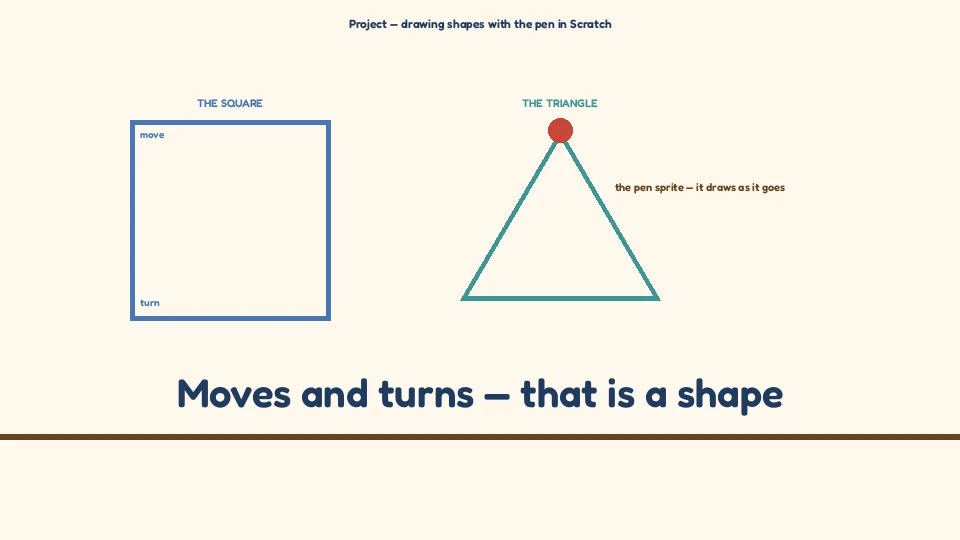 Project — drawing shapes with the pen in Scratch
THE SQUARE
THE TRIANGLE
move
the pen sprite — it draws as it goes
turn
Moves and turns — that is a shape